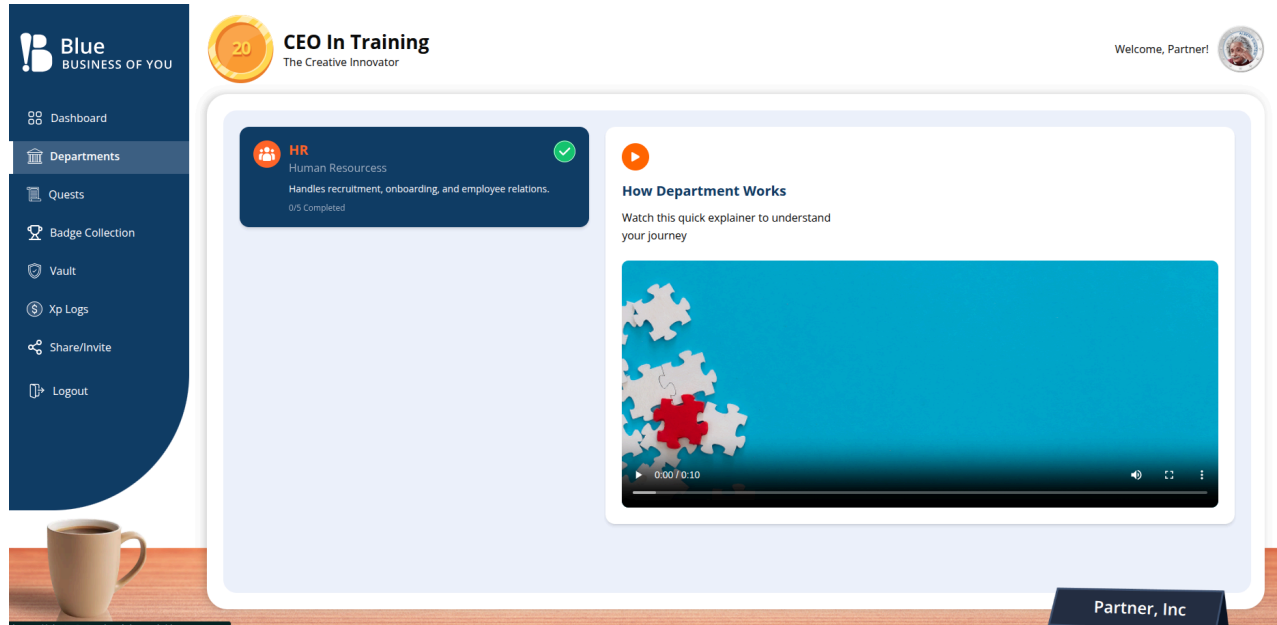 Blue
BUSINESS OF YOU
Dashboard
Departments
Quests
Badge Collection
Vault
Xp Logs
Share/Invite
Logout
20
CEO In Training
The Creative Innovator
Welcome, Partner!
HR
Human Resourcess
Handles recruitment, onboarding, and employee relations.
0/5 Completed
How Department Works
Watch this quick explainer to understand
your journey
0:00 / 0:10
Partner, Inc